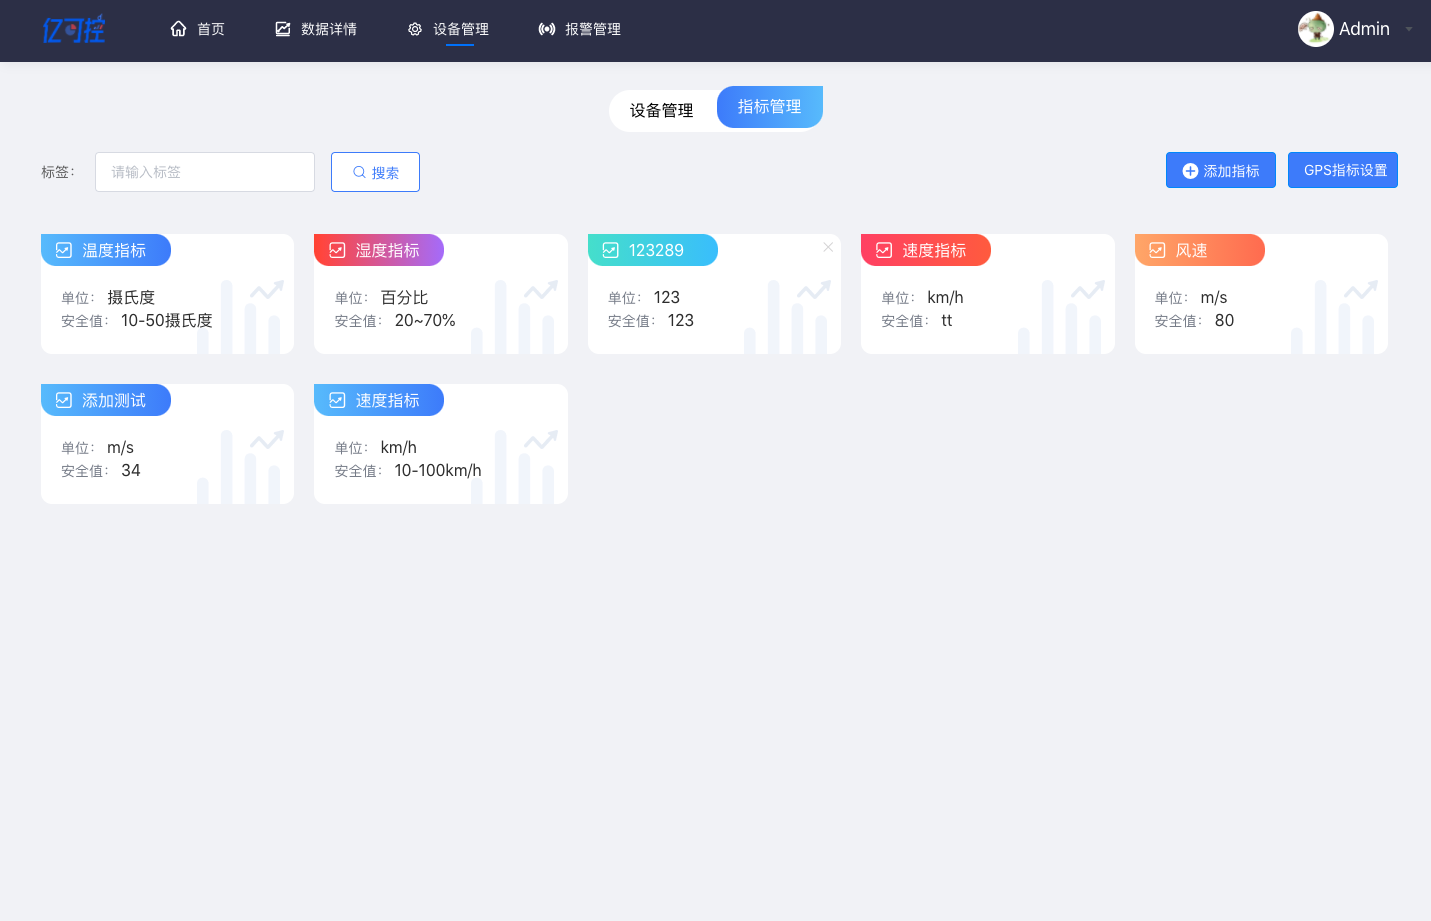 亿可控
首页
数据详情
设备管理
报警管理
Admin
设备管理
指标管理
标签：
请输入标签
搜索
添加指标
GPS指标设置
温度指标
单位： 摄氏度
安全值： 10-50摄氏度
湿度指标
单位： 百分比
安全值： 20~70%
123289
单位： 123
安全值： 123
速度指标
单位： km/h
安全值： tt
风速
单位： m/s
安全值： 80
添加测试
单位： m/s
安全值： 34
速度指标
单位： km/h
安全值： 10-100km/h